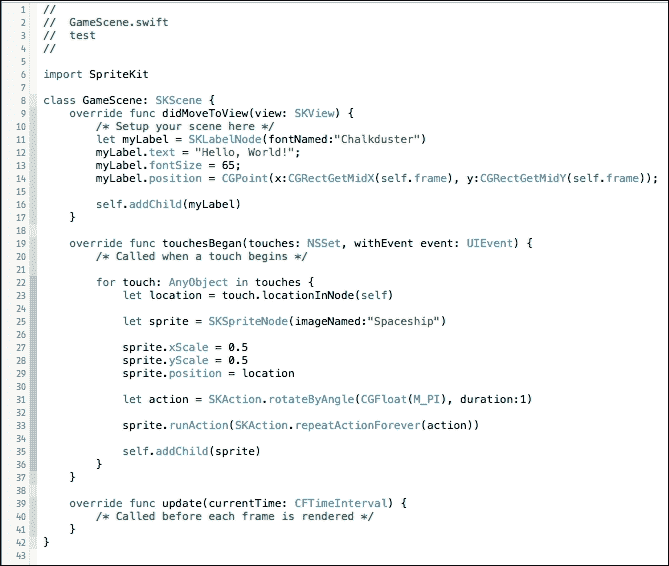 1 //
2 //  GameScene.swift
3 //  test
4 //
5
6 import SpriteKit
7
8 class GameScene: SKScene {
9     override func didMoveToView(view: SKView) {
10         /* Setup your scene here */
11         let myLabel = SKLabelNode(fontNamed:"Chalkduster")
12         myLabel.text = "Hello, World!";
13         myLabel.fontSize = 65;
14         myLabel.position = CGPoint(x:CGRectGetMidX(self.frame), y:CGRectGetMidY(self.frame));
15
16         self.addChild(myLabel)
17     }
18
19     override func touchesBegan(touches: NSSet, withEvent event: UIEvent) {
20         /* Called when a touch begins */
21
22         for touch: AnyObject in touches {
23             let location = touch.locationInNode(self)
24
25             let sprite = SKSpriteNode(imageNamed:"Spaceship")
26
27             sprite.xScale = 0.5
28             sprite.yScale = 0.5
29             sprite.position = location
30
31             let action = SKAction.rotateByAngle(CGFloat(M_PI), duration:1)
32
33             sprite.runAction(SKAction.repeatActionForever(action))
34
35             self.addChild(sprite)
36         }
37     }
38
39     override func update(currentTime: CFTimeInterval) {
40         /* Called before each frame is rendered */
41     }
42 }
43